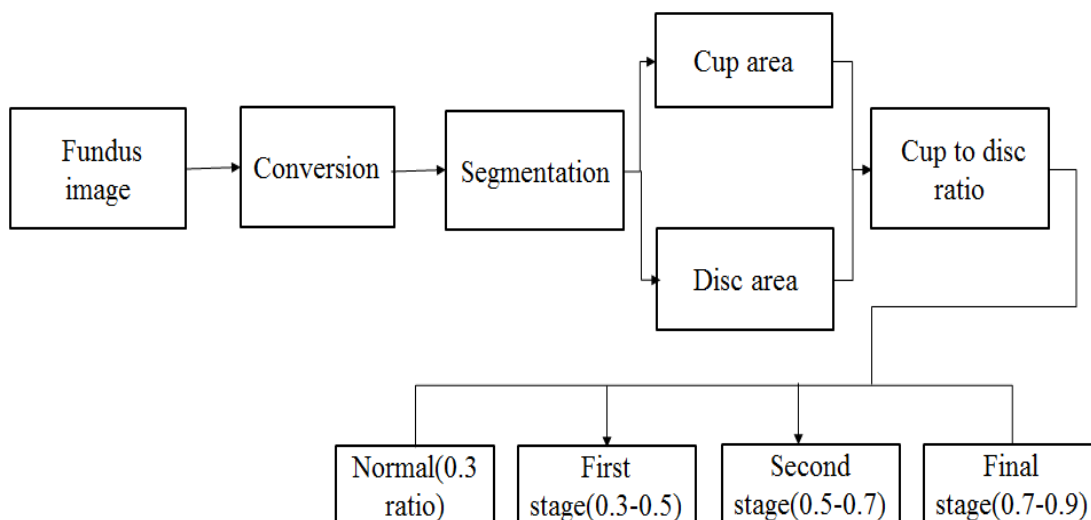 Fundus
image
Conversion
Segmentation
Cup area
Disc area
Cup to disc
ratio
Normal(0.3
ratio)
First
stage(0.3-0.5)
Second
stage(0.5-0.7)
Final
stage(0.7-0.9)